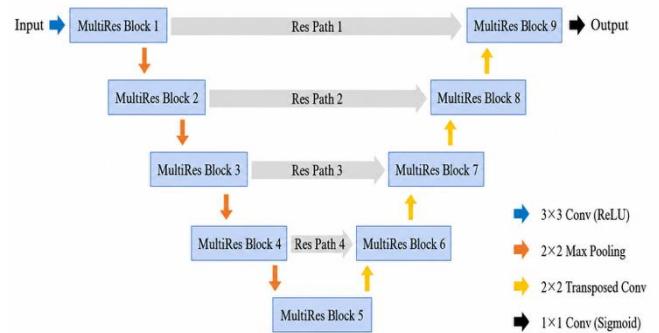 Input
MultiRes Block 1
Res Path 1
MultiRes Block 9
Output
MultiRes Block 2
Res Path 2
MultiRes Block 8
MultiRes Block 3
Res Path 3
MultiRes Block 7
MultiRes Block 4
Res Path 4
MultiRes Block 6
MultiRes Block 5
3×3 Conv (ReLU)
2×2 Max Pooling
2×2 Transposed Conv
1×1 Conv (Sigmoid)